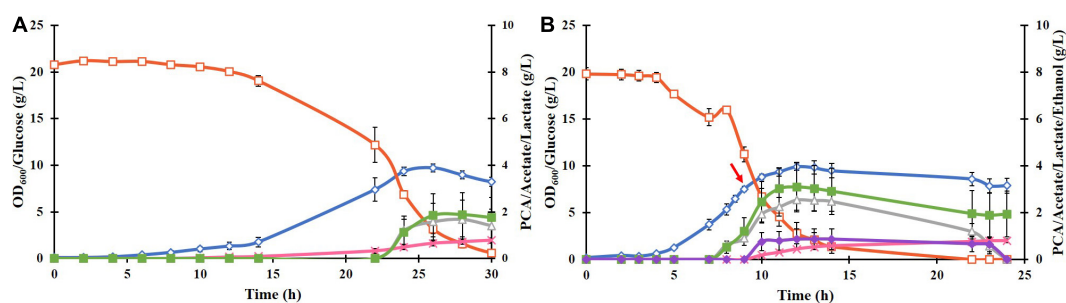 A
25
20
15
10
5
0
OD600/Glucose (g/L)
0 5 10 15 20 25 30
Time (h)
10
8
6
4
2
0
PCA/Acetate/Lactate (g/L)
B
25
20
15
10
5
0
OD600/Glucose (g/L)
0 5 10 15 20 25
Time (h)
10
8
6
4
2
0
PCA/Acetate/Lactate/Ethanol (g/L)